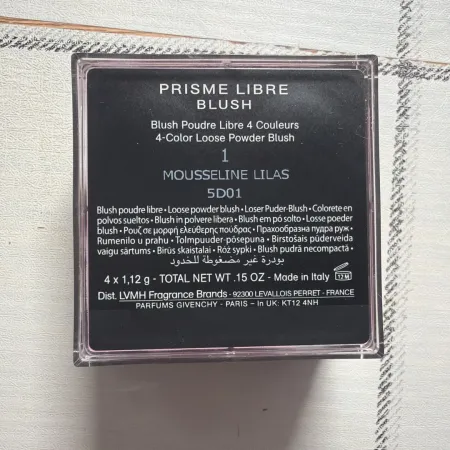 PRISME LIBRE
BLUSH
Blush Poudre Libre 4 Couleurs
4-Color Loose Powder Blush
1
MOUSSELINE LILAS
5D01
Blush poudre libre • Loose powder blush • Loser Puder-Blush • Colorete en
polvos sueltos • Blush in polvere libera • Blush em pó solto • Losse poeder
blush • Ρουζ σε μορφή ελεύθερης πούδρας • Прахообразна пудра руж •
Rumenilo u prahu • Tolmpuuder-põsepuna • Birstošais pūderveida
vaigu sārtums • Birūs skaistalai • Róż sypki • Blush pudră necompactă •
بودرة غير مضغوطة للخدود
4 x 1,12 g - TOTAL NET WT .15 OZ - Made in Italy 12 M
Dist. LVMH Fragrance Brands - 92300 LEVALLOIS PERRET - FRANCE
PARFUMS GIVENCHY - PARIS - In UK: KT12 4NH